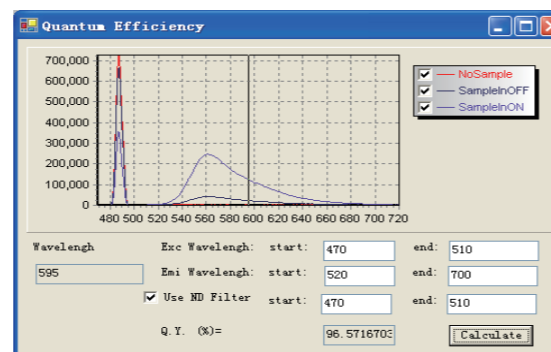 Quantum Efficiency
700,000
600,000
500,000
400,000
300,000
200,000
100,000
0
480 500 520 540 560 580 600 620 640 660 680 700 720
NoSample
SampleInOFF
SampleInON
Wavelengh
595
Exc Wavelengh: start: 470 end: 510
Emi Wavelengh: start: 520 end: 700
Use ND Filter start: 470 end: 510
Q.Y. (%)= 96.5716703 Calculate